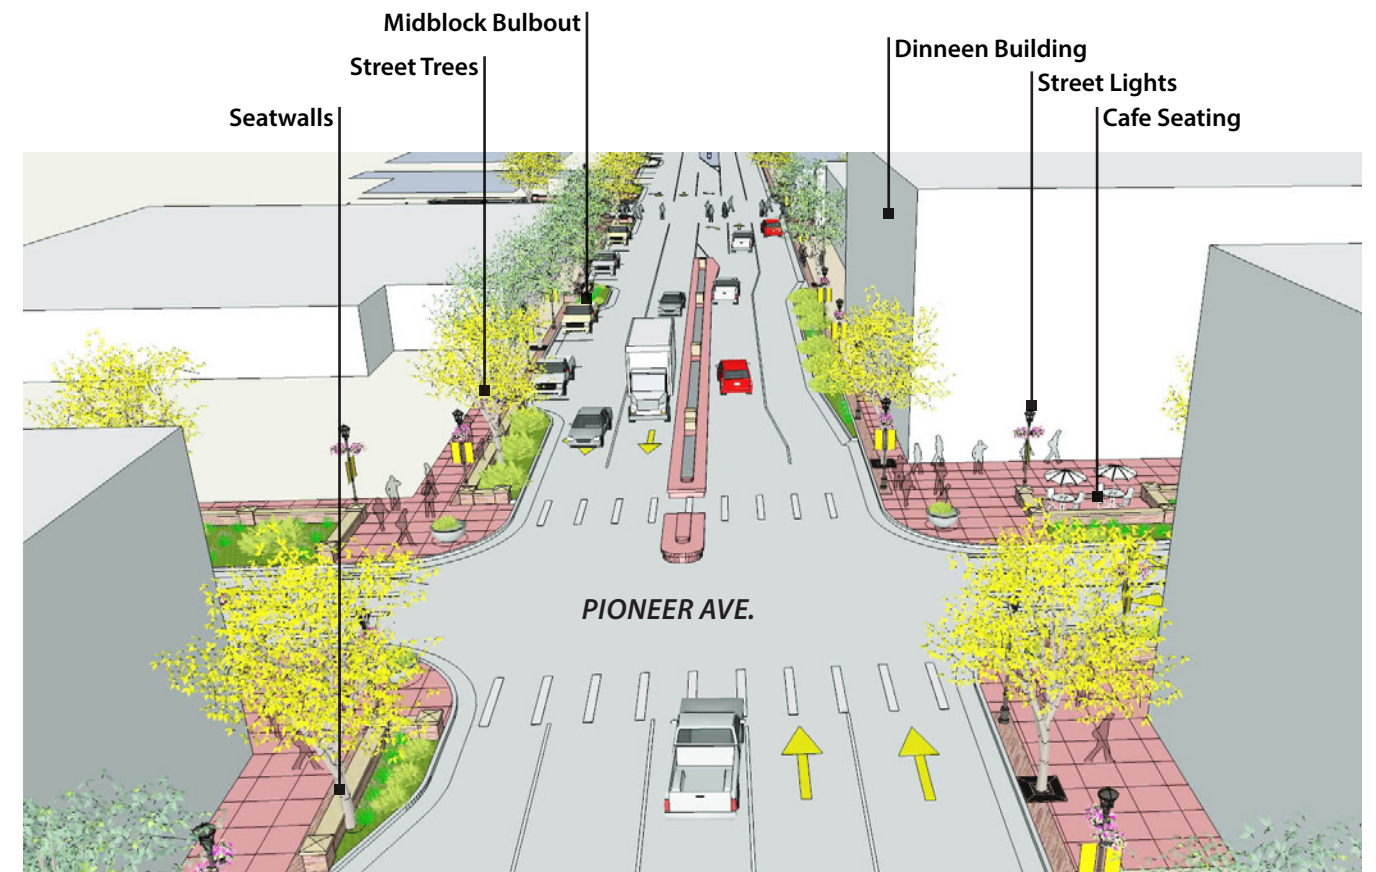 Midblock Bulbout
Dinneen Building
Street Trees
Street Lights
Seatwalls
Cafe Seating
PIONEER AVE.